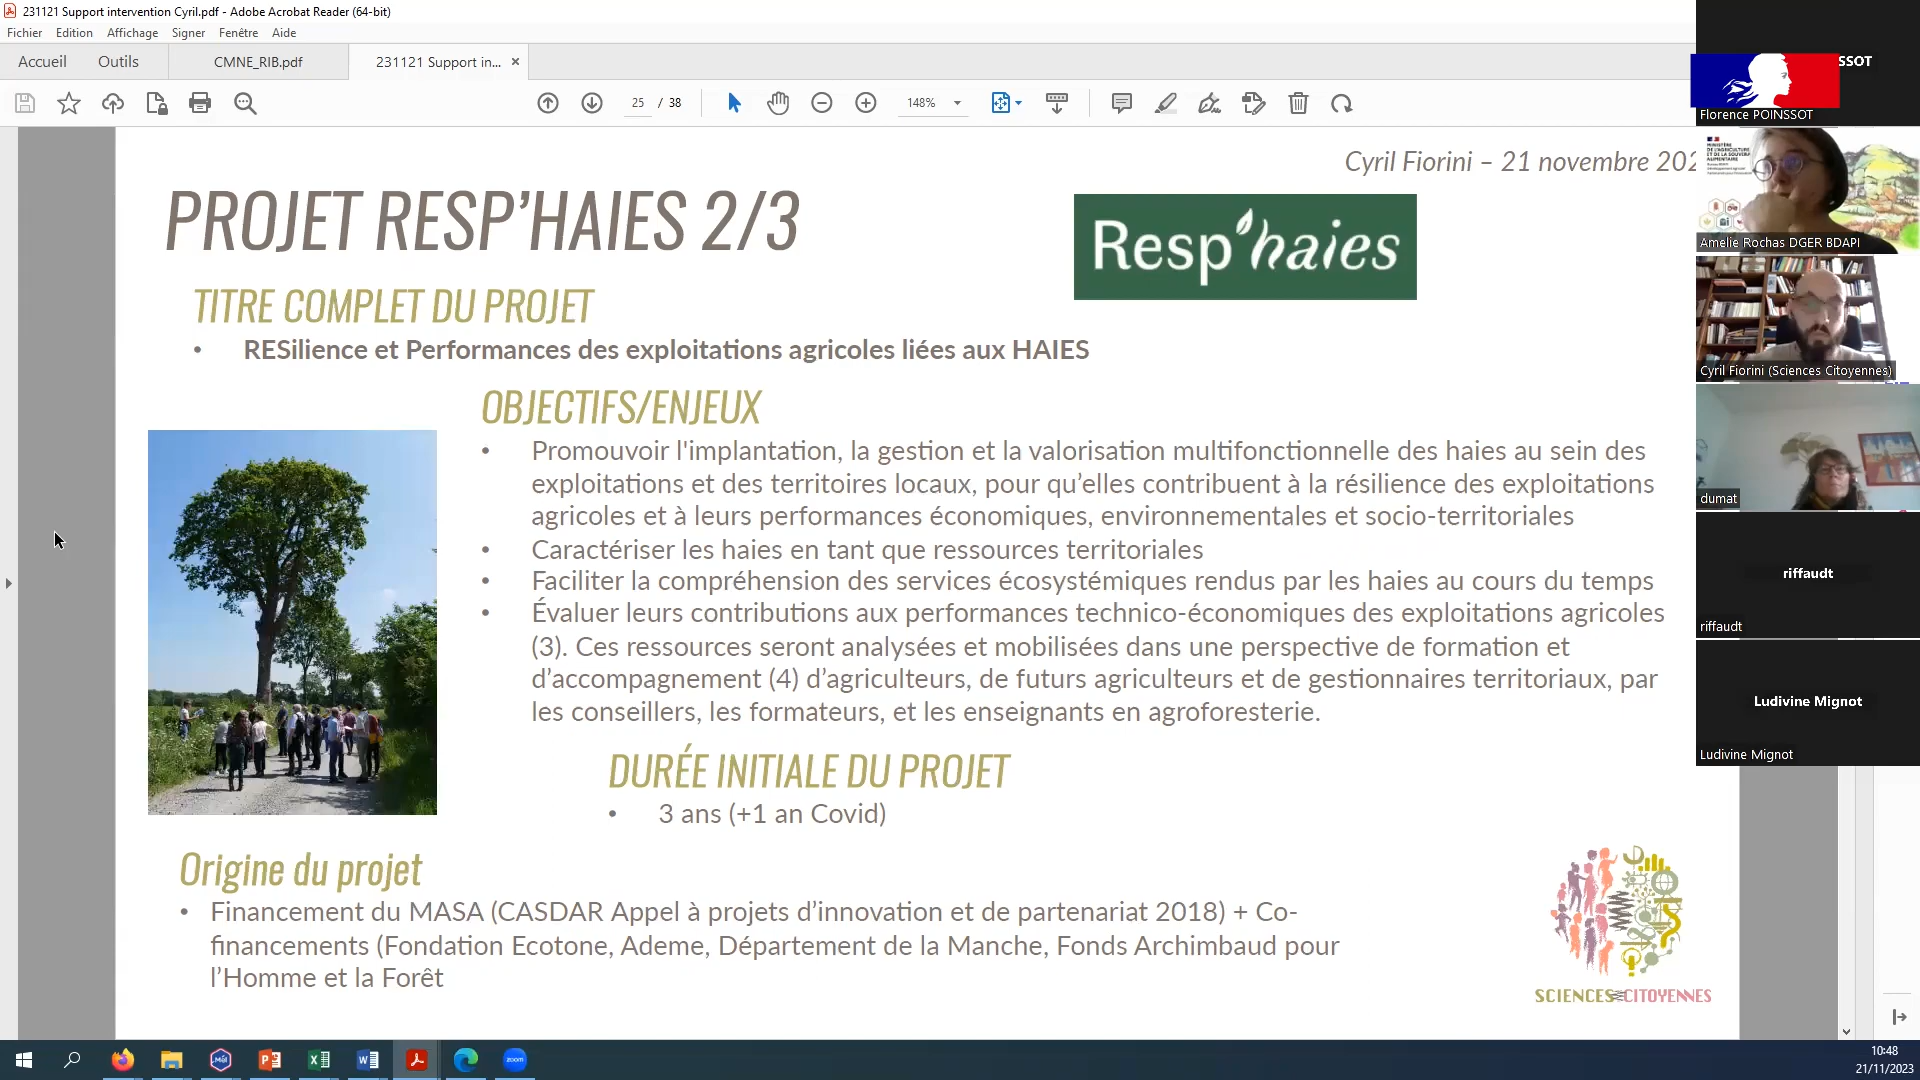 231121 Support intervention Cyril.pdf - Adobe Acrobat Reader (64-bit)
Fichier Edition Affichage Signer Fenêtre Aide
Accueil Outils CMNE_RIB.pdf 231121 Support in... ×
25 / 38 148%
Cyril Fiorini – 21 novembre 202
PROJET RESP’HAIES 2/3
Resp’haies
TITRE COMPLET DU PROJET
• RESilience et Performances des exploitations agricoles liées aux HAIES
OBJECTIFS/ENJEUX
• Promouvoir l'implantation, la gestion et la valorisation multifonctionnelle des haies au sein des
exploitations et des territoires locaux, pour qu’elles contribuent à la résilience des exploitations
agricoles et à leurs performances économiques, environnementales et socio-territoriales
• Caractériser les haies en tant que ressources territoriales
• Faciliter la compréhension des services écosystémiques rendus par les haies au cours du temps
• Évaluer leurs contributions aux performances technico-économiques des exploitations agricoles
(3). Ces ressources seront analysées et mobilisées dans une perspective de formation et
d’accompagnement (4) d’agriculteurs, de futurs agriculteurs et de gestionnaires territoriaux, par
les conseillers, les formateurs, et les enseignants en agroforesterie.
DURÉE INITIALE DU PROJET
• 3 ans (+1 an Covid)
Origine du projet
• Financement du MASA (CASDAR Appel à projets d’innovation et de partenariat 2018) + Co-
financements (Fondation Ecotone, Ademe, Département de la Manche, Fonds Archimbaud pour
l’Homme et la Forêt
SCIENCES CITOYENNES
SSOT
Florence POINSSOT
MINISTÈRE
DE L'AGRICULTURE
ET DE LA SOUVERA
ALIMENTAIRE
Amelie Rochas DGER BDAPI
Cyril Fiorini (Sciences Citoyennes)
dumat
riffaudt
riffaudt
Ludivine Mignot
Ludivine Mignot
zoom
10:48
21/11/2023